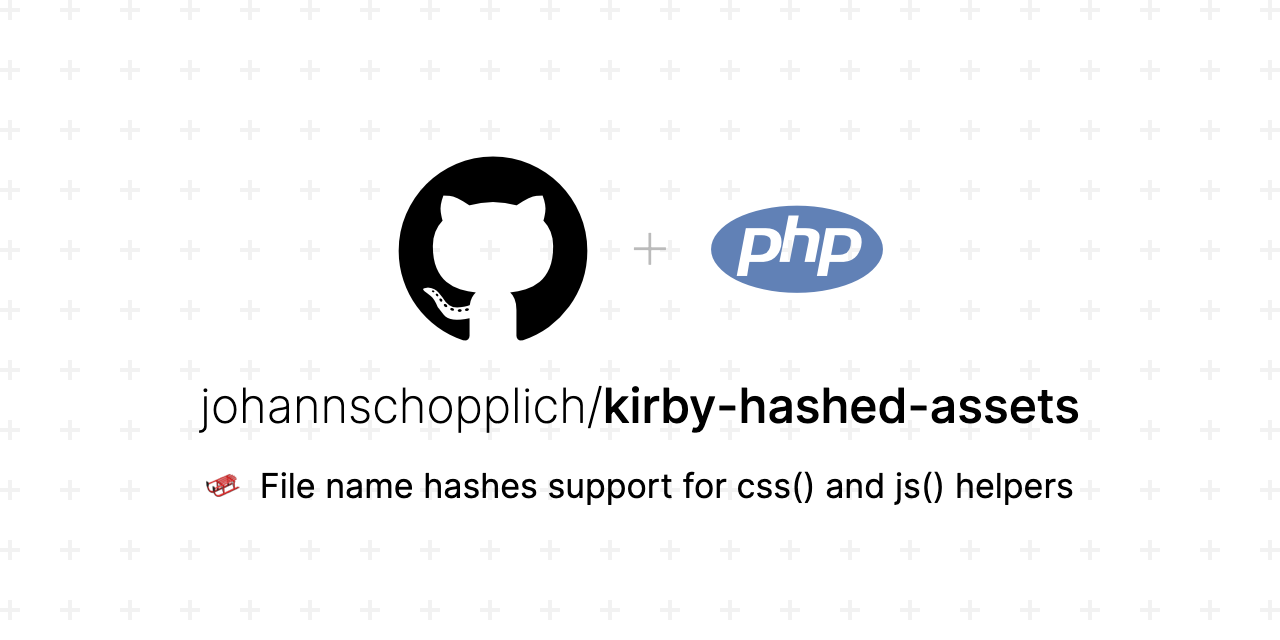 php
johannschopplich/kirby-hashed-assets
🛷 File name hashes support for css() and js() helpers